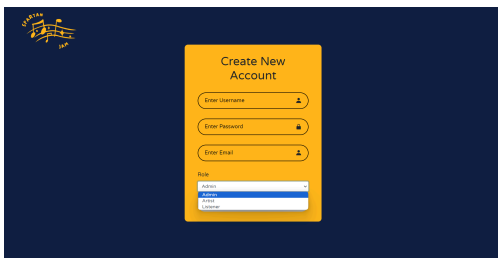 SPARTAN
JAM
Create New
Account
Enter Username
Enter Password
Enter Email
Role
Admin
Admin
Artist
Listener